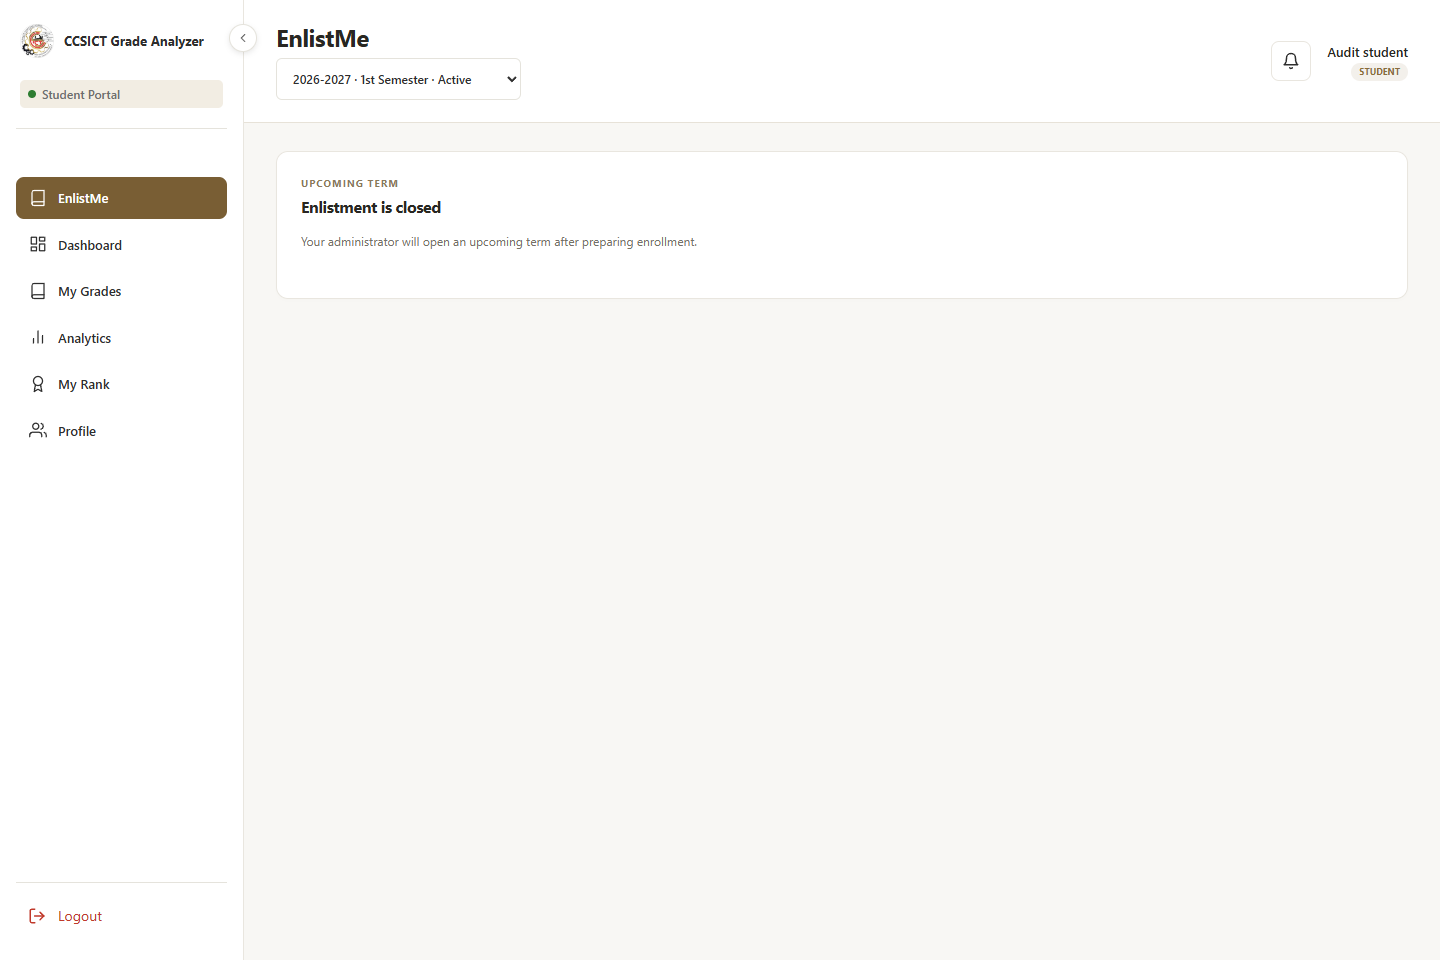 CCSICT Grade Analyzer
Student Portal
EnlistMe
Dashboard
My Grades
Analytics
My Rank
Profile
Logout
EnlistMe
2026-2027 · 1st Semester · Active
Audit student
STUDENT
UPCOMING TERM
Enlistment is closed
Your administrator will open an upcoming term after preparing enrollment.